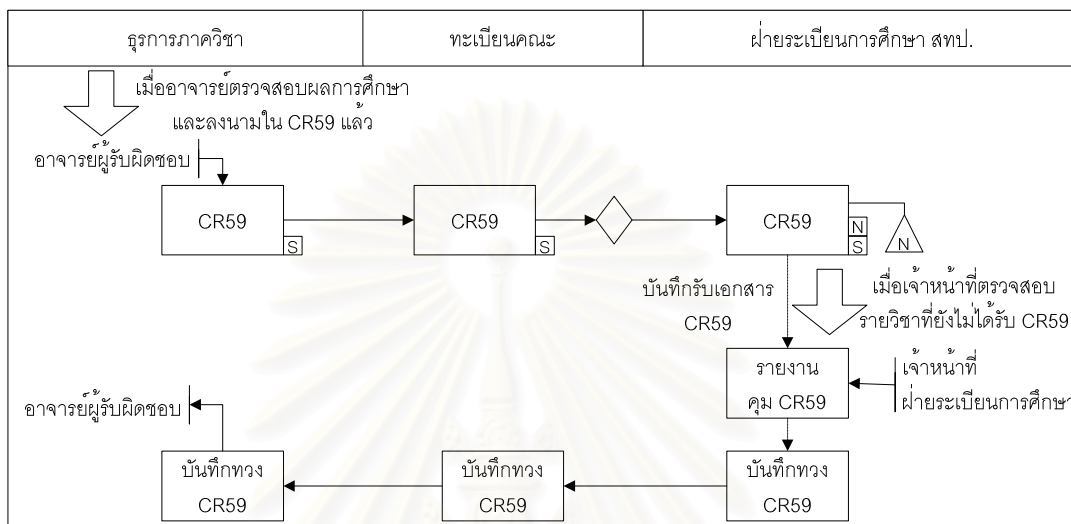 ธุรการภาควิชา
ทะเบียนคณะ
ฝ่ายระเบียนการศึกษา สทป.
เมื่ออาจารย์ตรวจสอบผลการศึกษา
และลงนามใน CR59 แล้ว
อาจารย์ผู้รับผิดชอบ
CR59
S
CR59
S
CR59
N
S
N
บันทึกรับเอกสาร
CR59
เมื่อเจ้าหน้าที่ตรวจสอบ
รายวิชาที่ยังไม่ได้รับ CR59
รายงาน
คุม CR59
เจ้าหน้าที่
ฝ่ายระเบียนการศึกษา
อาจารย์ผู้รับผิดชอบ
บันทึกทวง
CR59
บันทึกทวง
CR59
บันทึกทวง
CR59